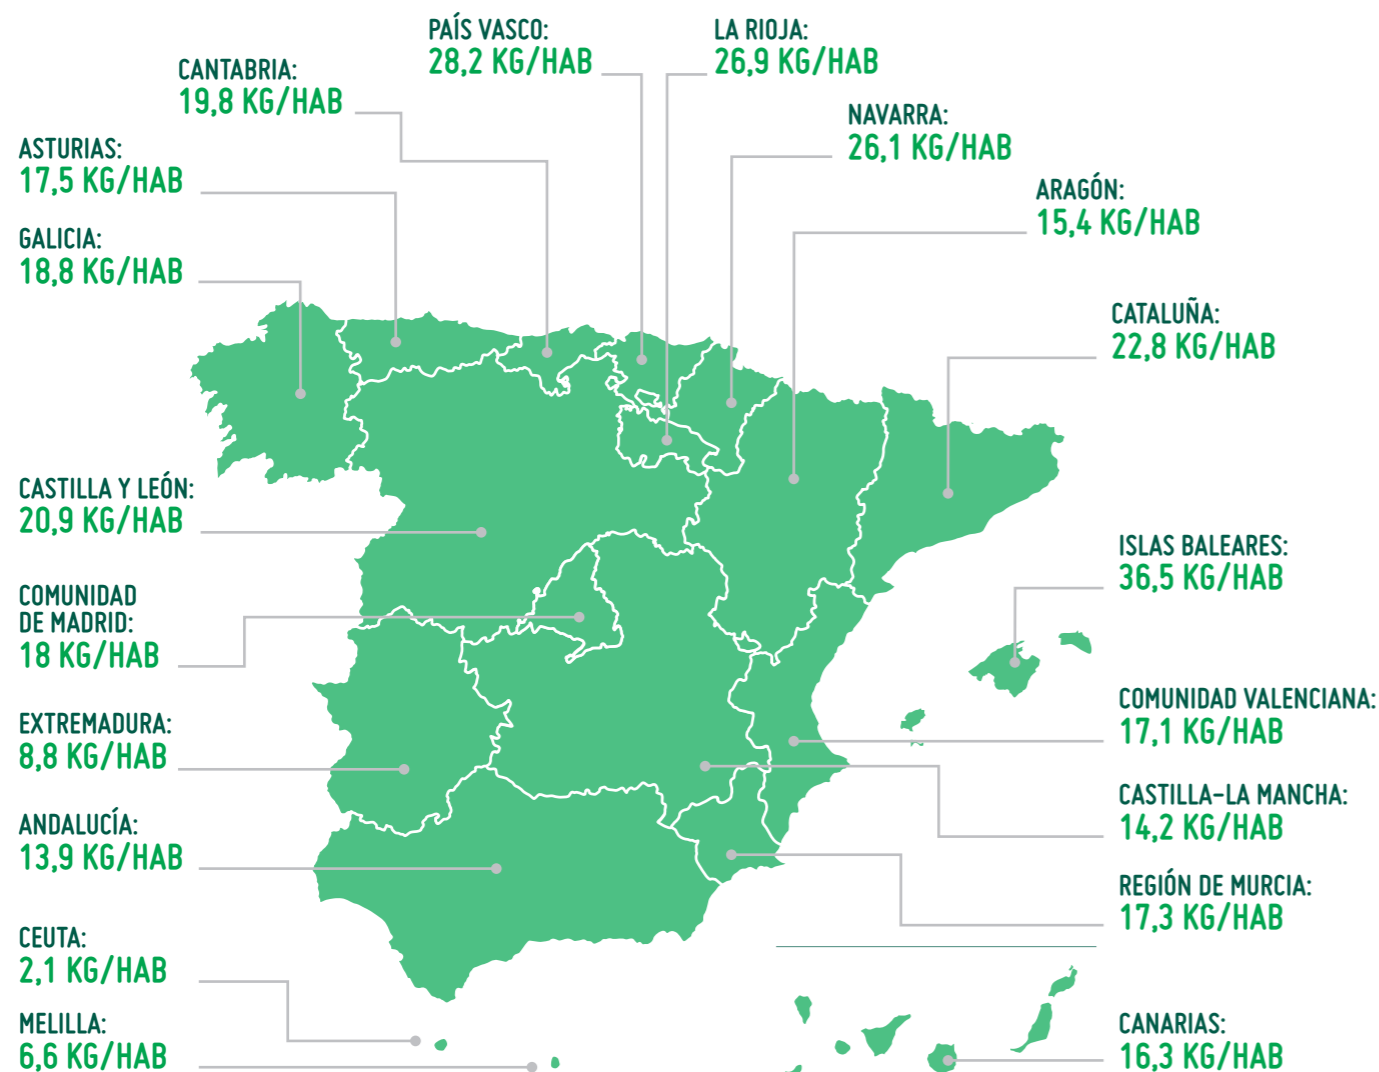 PAÍS VASCO:
28,2 KG/HAB
LA RIOJA:
26,9 KG/HAB
CANTABRIA:
19,8 KG/HAB
NAVARRA:
26,1 KG/HAB
ASTURIAS:
17,5 KG/HAB
ARAGÓN:
15,4 KG/HAB
GALICIA:
18,8 KG/HAB
CATALUÑA:
22,8 KG/HAB
CASTILLA Y LEÓN:
20,9 KG/HAB
ISLAS BALEARES:
36,5 KG/HAB
COMUNIDAD
DE MADRID:
18 KG/HAB
COMUNIDAD VALENCIANA:
17,1 KG/HAB
EXTREMADURA:
8,8 KG/HAB
CASTILLA-LA MANCHA:
14,2 KG/HAB
ANDALUCÍA:
13,9 KG/HAB
REGIÓN DE MURCIA:
17,3 KG/HAB
CEUTA:
2,1 KG/HAB
MELILLA:
6,6 KG/HAB
CANARIAS:
16,3 KG/HAB